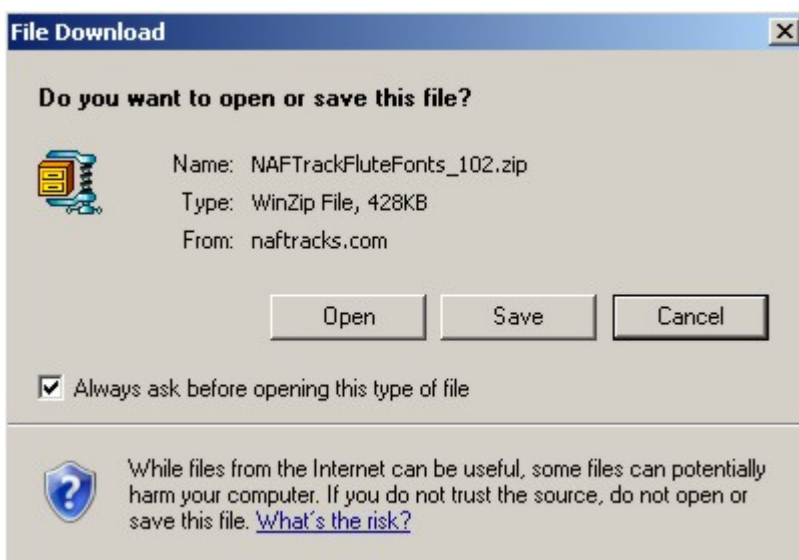 File Download
Do you want to open or save this file?
Name: NAFTrackFluteFonts_102.zip
Type: WinZip File, 428KB
From: naftracks.com
Open Save Cancel
Always ask before opening this type of file
While files from the Internet can be useful, some files can potentially
harm your computer. If you do not trust the source, do not open or
save this file. What's the risk?